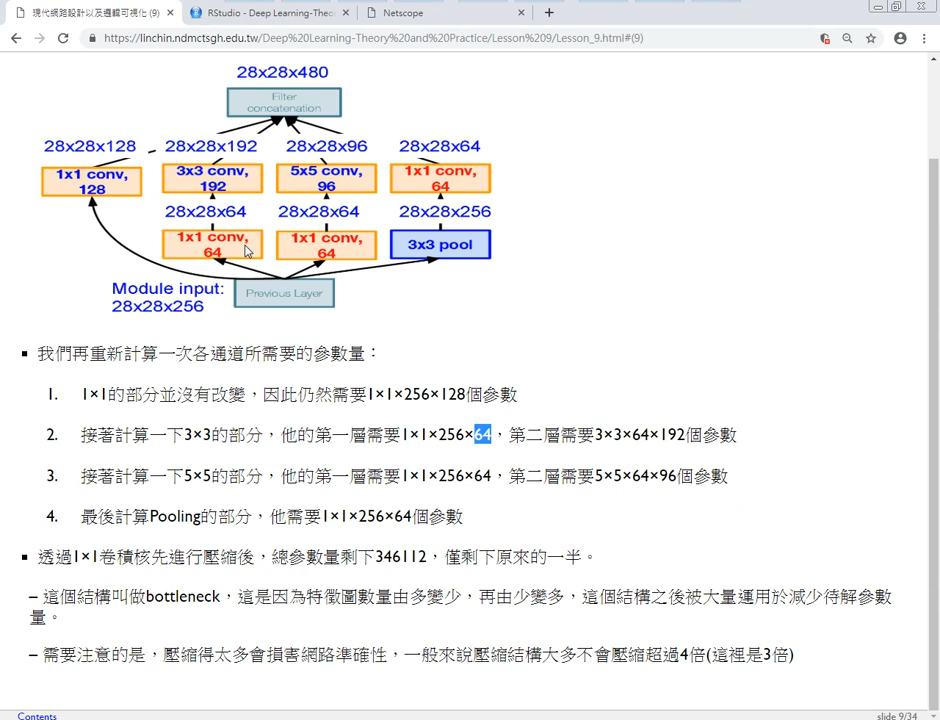 現代網路設計以及邏輯可視化 (9)
RStudio - Deep Learning-Theo
Netscope
https://linchin.ndmctsgh.edu.tw/Deep%20Learning-Theory%20and%20Practice/Lesson%209/Lesson_9.html#(9)
28x28x480
Filter
concatenation
28x28x128 28x28x192 28x28x96 28x28x64
1x1 conv, 3x3 conv, 5x5 conv, 1x1 conv,
128 192 96 64
28x28x64 28x28x64 28x28x256
1x1 conv, 1x1 conv, 3x3 pool
64 64
Module input: Previous Layer
28x28x256
▪ 我們再重新計算一次各通道所需要的參數量：
1. 1×1的部分並沒有改變，因此仍然需要1×1×256×128個參數
2. 接著計算一下3×3的部分，他的第一層需要1×1×256×64，第二層需要3×3×64×192個參數
3. 接著計算一下5×5的部分，他的第一層需要1×1×256×64，第二層需要5×5×64×96個參數
4. 最後計算Pooling的部分，他需要1×1×256×64個參數
▪ 透過1×1卷積核先進行壓縮後，總參數量剩下346112，僅剩下原來的一半。
– 這個結構叫做bottleneck，這是因為特徵圖數量由多變少，再由少變多，這個結構之後被大量運用於減少待解參數
量。
– 需要注意的是，壓縮得太多會損害網路準確性，一般來說壓縮結構大多不會壓縮超過4倍(這裡是3倍)
Contents
slide 9/34